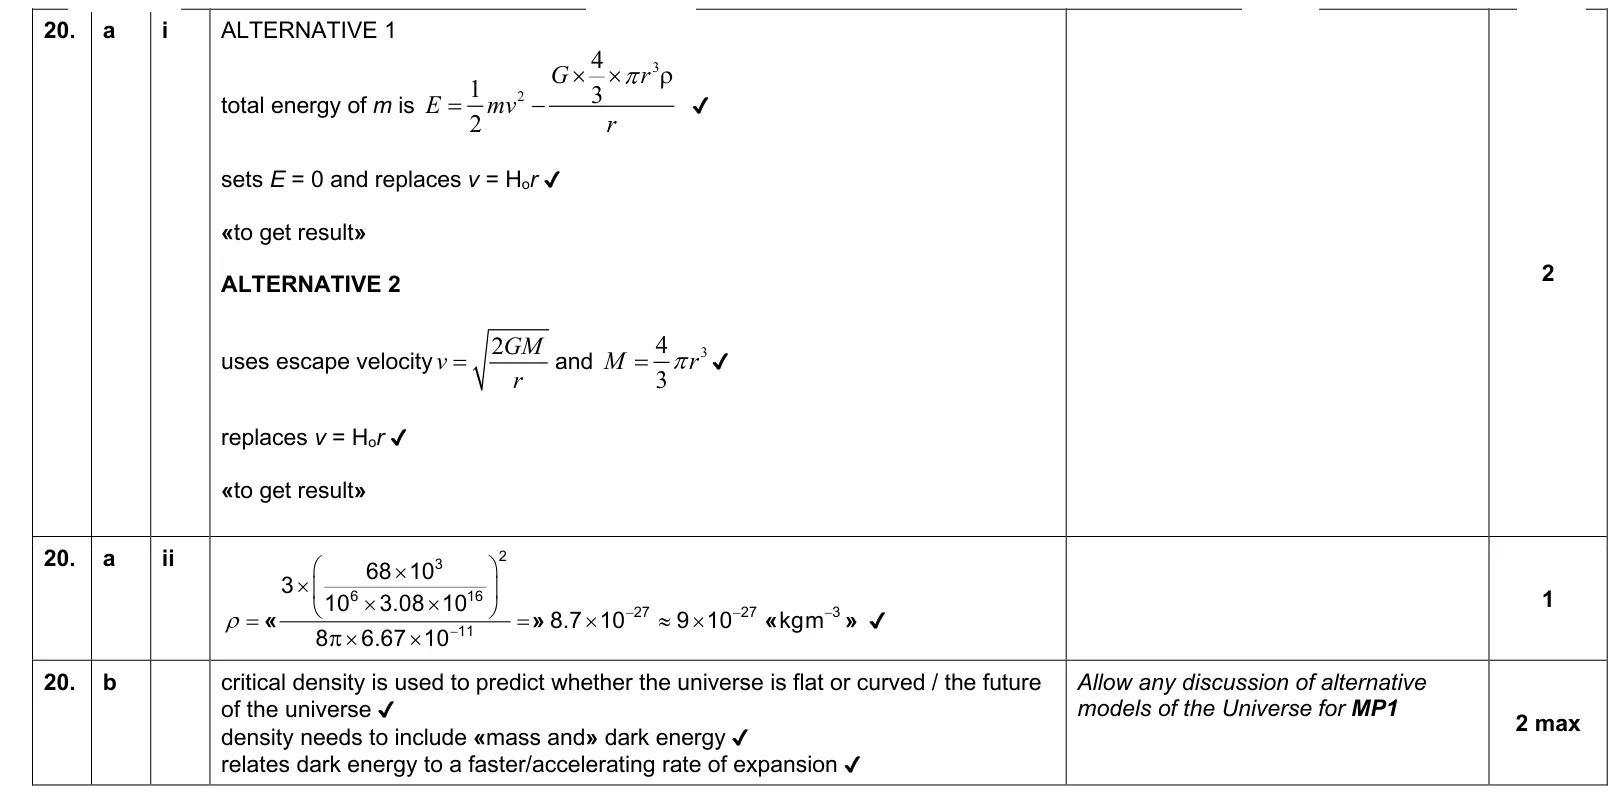 20. a i ALTERNATIVE 1
total energy of m is E = 1/2 mv² − (G × 4/3 × πr³ρ)/r ✔
sets E = 0 and replaces v = H₀r ✔
«to get result»
ALTERNATIVE 2
2
uses escape velocity v = √(2GM/r) and M = 4/3 πr³ ✔
replaces v = H₀r ✔
«to get result»
20. a ii ρ = « (3 × (68 × 10³ / (10⁶ × 3.08 × 10¹⁶))²) / (8π × 6.67 × 10⁻¹¹) = » 8.7 × 10⁻²⁷ ≈ 9 × 10⁻²⁷ «kgm⁻³» ✔ 1
20. b critical density is used to predict whether the universe is flat or curved / the future
of the universe ✔
density needs to include «mass and» dark energy ✔
relates dark energy to a faster/accelerating rate of expansion ✔
Allow any discussion of alternative
models of the Universe for MP1
2 max